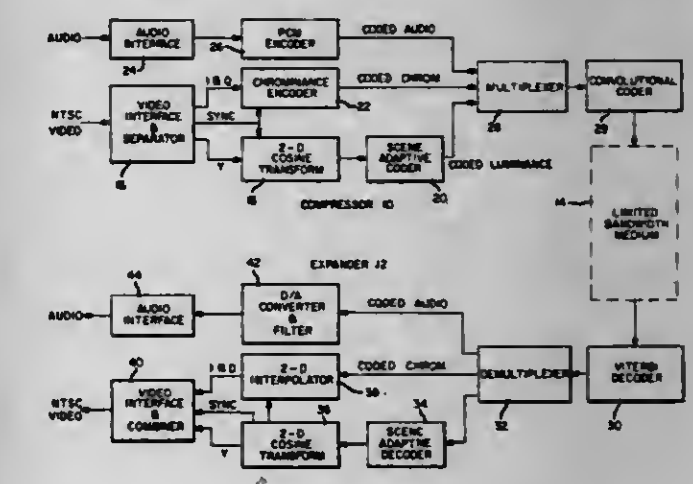 AUDIO
AUDIO
INTERFACE
24
26
PCM
ENCODER
CODED AUDIO
NTSC
VIDEO
VIDEO
INTERFACE
&
SEPARATOR
I & Q
SYNC
Y
CHROMINANCE
ENCODER
22
CODED CHROM
2-D
COSINE
TRANSFORM
SCENE
ADAPTIVE
CODER
20
CODED LUMINANCE
MULTIPLEXER
28
CONVOLUTIONAL
CODER
29
COMPRESSOR 10
14
LIMITED
BANDWIDTH
MEDIUM
EXPANDER 12
AUDIO
44
AUDIO
INTERFACE
42
D/A
CONVERTER
&
FILTER
CODED AUDIO
NTSC
VIDEO
40
VIDEO
INTERFACE
&
COMBINER
I & Q
SYNC
Y
2-D
INTERPOLATOR
38
CODED CHROM
36
2-D
COSINE
TRANSFORM
34
SCENE
ADAPTIVE
DECODER
DEMULTIPLEXER
32
VITERBI
DECODER
30